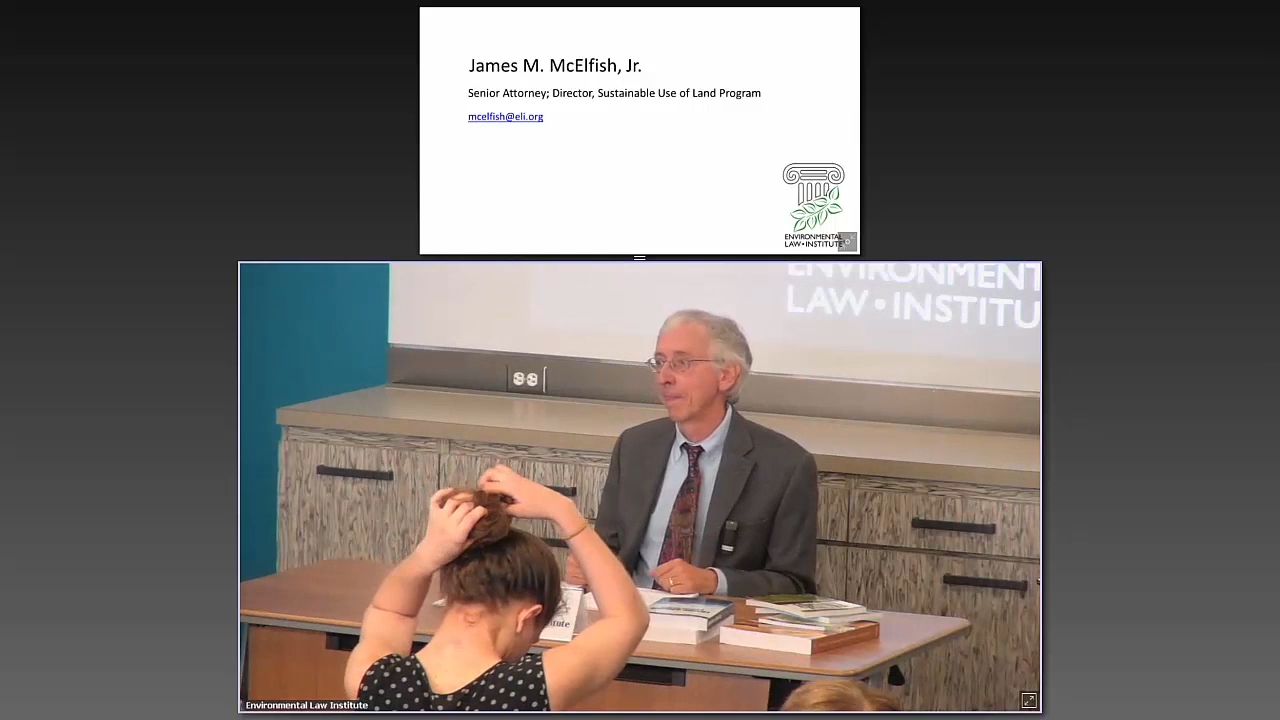 James M. McElfish, Jr.
Senior Attorney; Director, Sustainable Use of Land Program
mcelfish@eli.org
ENVIRONMENTAL
LAW•INSTITUTE
ENVIRONMENT
LAW•INSTITU
Environmental Law Institute